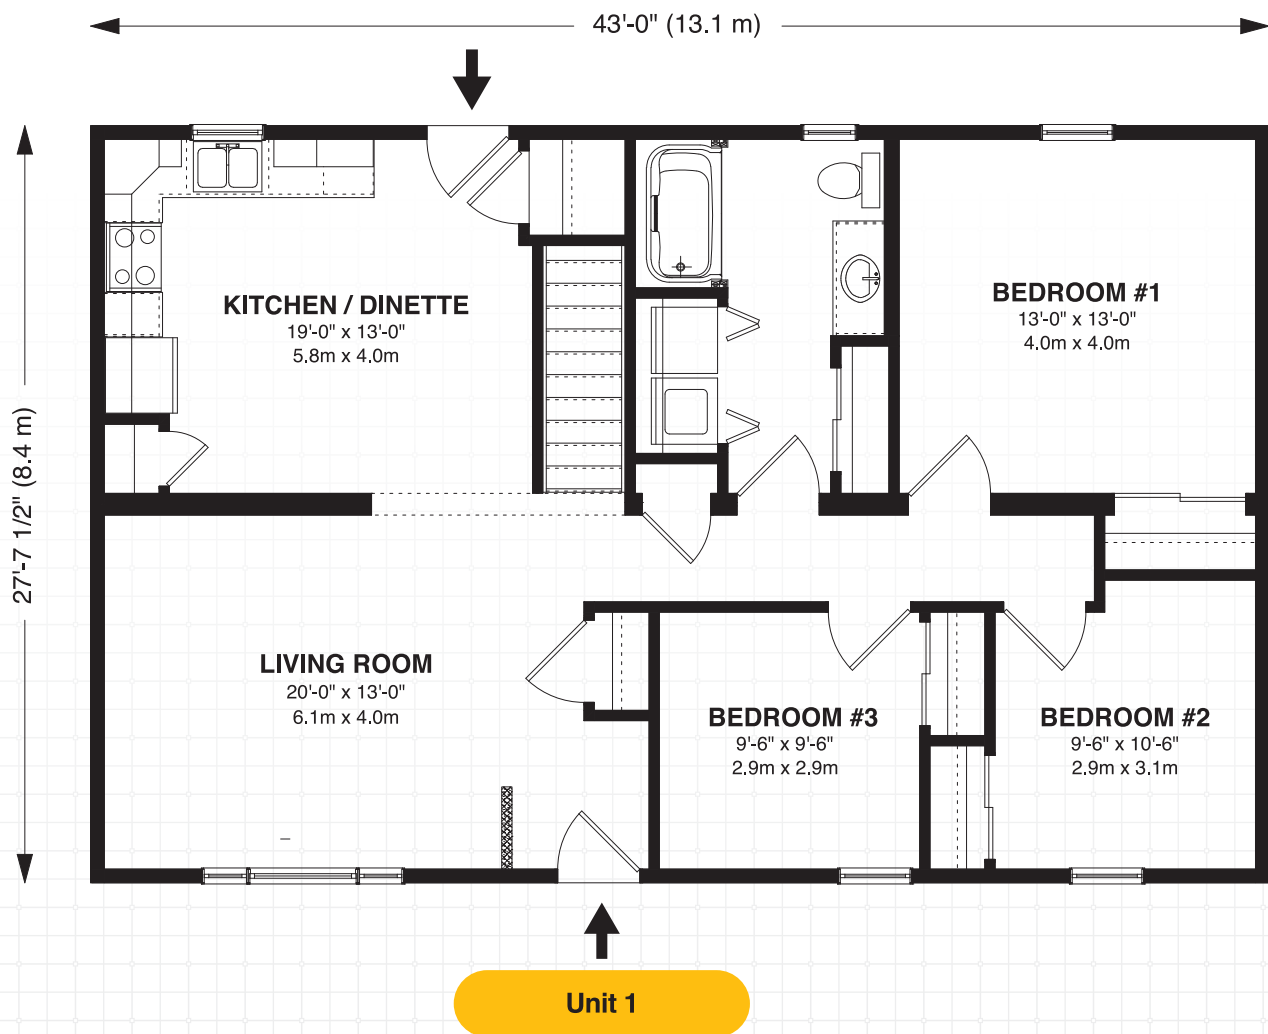 43'-0" (13.1 m)
27'-7 1/2" (8.4 m)
KITCHEN / DINETTE
19'-0" x 13'-0"
5.8m x 4.0m
BEDROOM #1
13'-0" x 13'-0"
4.0m x 4.0m
LIVING ROOM
20'-0" x 13'-0"
6.1m x 4.0m
BEDROOM #3
9'-6" x 9'-6"
2.9m x 2.9m
BEDROOM #2
9'-6" x 10'-6"
2.9m x 3.1m
Unit 1